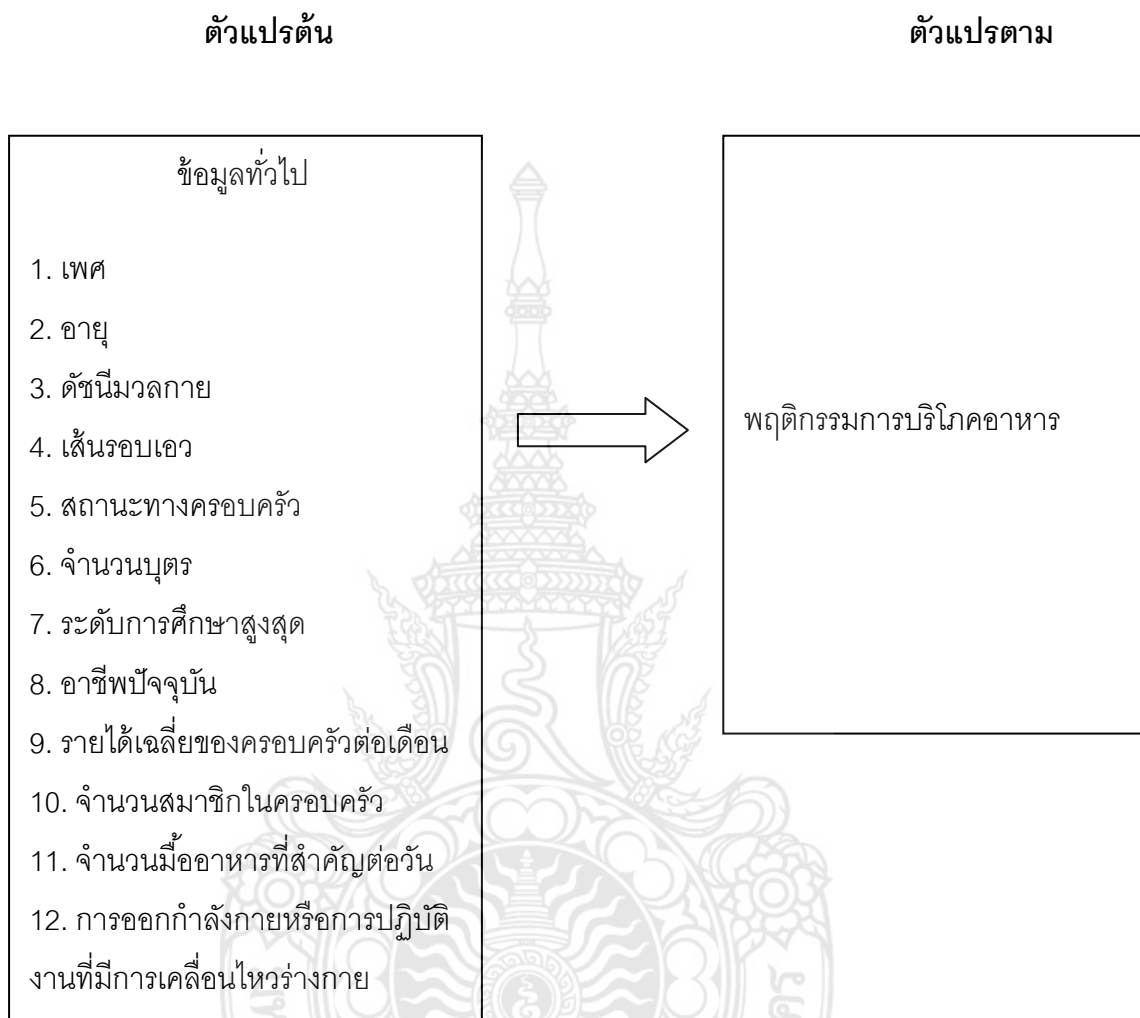 ตัวแปรต้น
ตัวแปรตาม
ข้อมูลทั่วไป
1. เพศ
2. อายุ
3. ดัชนีมวลกาย
4. เส้นรอบเอว
5. สถานะทางครอบครัว
6. จำนวนบุตร
7. ระดับการศึกษาสูงสุด
8. อาชีพปัจจุบัน
9. รายได้เฉลี่ยของครอบครัวต่อเดือน
10. จำนวนสมาชิกในครอบครัว
11. จำนวนมื้ออาหารที่สำคัญต่อวัน
12. การออกกำลังกายหรือการปฏิบัติ
งานที่มีการเคลื่อนไหวร่างกาย
พฤติกรรมการบริโภคอาหาร